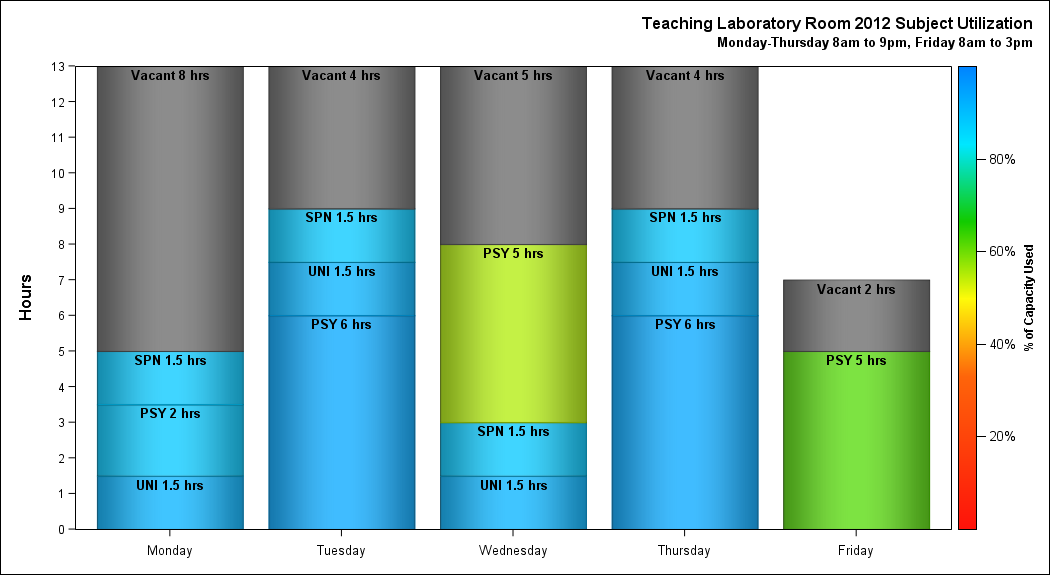 Teaching Laboratory Room 2012 Subject Utilization
Monday-Thursday 8am to 9pm, Friday 8am to 3pm
Hours
13
12
11
10
9
8
7
6
5
4
3
2
1
0
Vacant 8 hrs
SPN 1.5 hrs
PSY 2 hrs
UNI 1.5 hrs
Vacant 4 hrs
SPN 1.5 hrs
UNI 1.5 hrs
PSY 6 hrs
Vacant 5 hrs
PSY 5 hrs
SPN 1.5 hrs
UNI 1.5 hrs
Vacant 4 hrs
SPN 1.5 hrs
UNI 1.5 hrs
PSY 6 hrs
Vacant 2 hrs
PSY 5 hrs
Monday
Tuesday
Wednesday
Thursday
Friday
80%
60%
40%
20%
% of Capacity Used